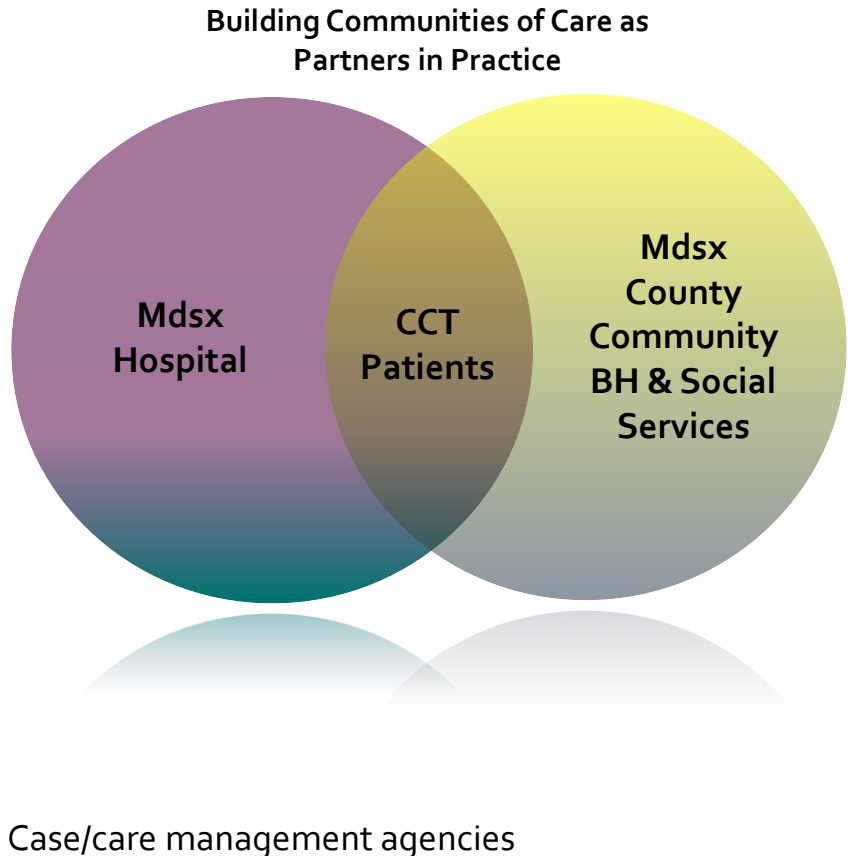 Building Communities of Care as
Partners in Practice
Mdsx
Hospital
CCT
Patients
Mdsx
County
Community
BH & Social
Services
Case/care management agencies